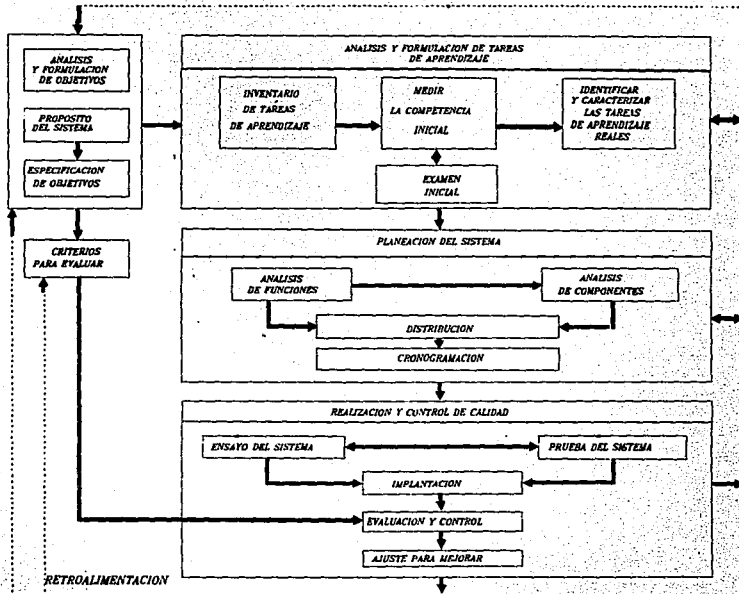 ANALISIS
Y FORMULACION
DE OBJETIVOS
PROPOSITO
DEL SISTEMA
ESPECIFICACION
DE OBJETIVOS
CRITERIOS
PARA EVALUAR
ANALISIS Y FORMULACION DE TAREAS
DE APRENDIZAJE
INVENTARIO
DE TAREAS
DE APRENDIZAJE
MEDIR
LA COMPETENCIA
INICIAL
IDENTIFICAR
Y CARACTERIZAR
LAS TAREAS
DE APRENDIZAJE
REALES
EXAMEN
INICIAL
PLANEACION DEL SISTEMA
ANALISIS
DE FUNCIONES
ANALISIS
DE COMPONENTES
DISTRIBUCION
CRONOGRAMACION
REALIZACION Y CONTROL DE CALIDAD
ENSAYO DEL SISTEMA
PRUEBA DEL SISTEMA
IMPLANTACION
EVALUACION Y CONTROL
AJUSTE PARA MEJORAR
RETROALIMENTACION